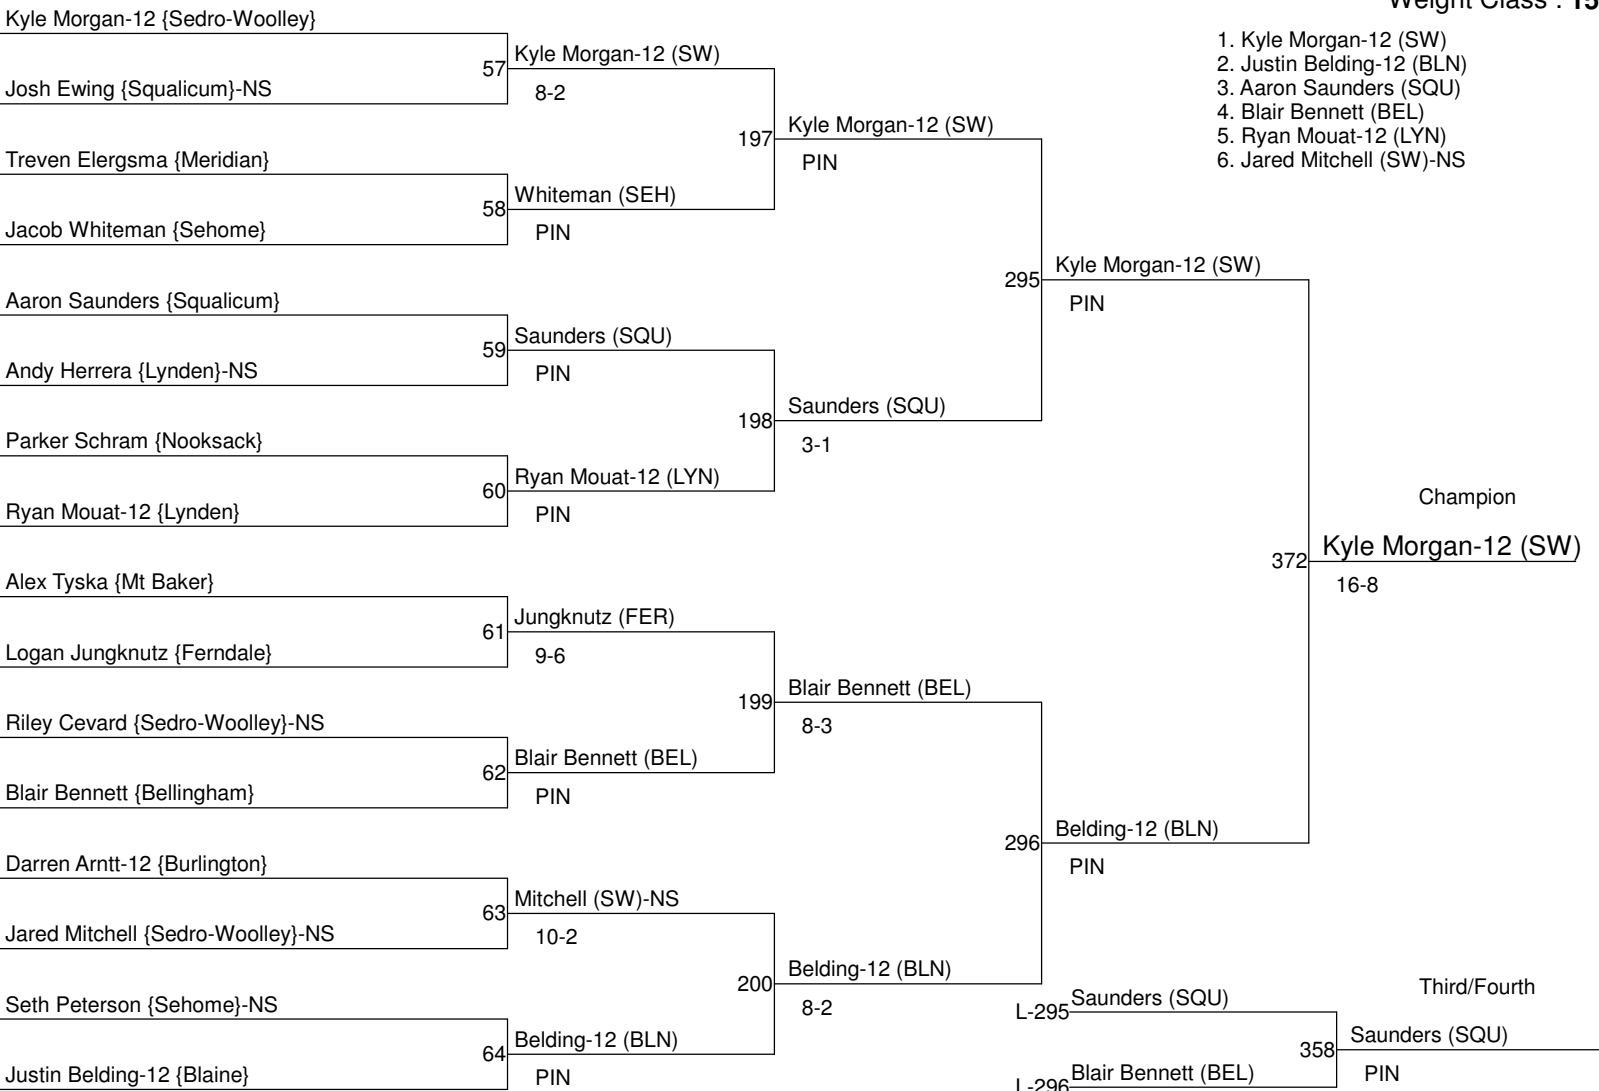 Weight Class : 15
Kyle Morgan-12 {Sedro-Woolley}
57
Kyle Morgan-12 (SW)
8-2
Josh Ewing {Squalicum}-NS
197
Kyle Morgan-12 (SW)
PIN
Treven Elergsma {Meridian}
58
Whiteman (SEH)
PIN
Jacob Whiteman {Sehome}
295
Kyle Morgan-12 (SW)
PIN
Aaron Saunders {Squalicum}
59
Saunders (SQU)
PIN
Andy Herrera {Lynden}-NS
198
Saunders (SQU)
3-1
Parker Schram {Nooksack}
60
Ryan Mouat-12 (LYN)
PIN
Ryan Mouat-12 {Lynden}
1. Kyle Morgan-12 (SW)
2. Justin Belding-12 (BLN)
3. Aaron Saunders (SQU)
4. Blair Bennett (BEL)
5. Ryan Mouat-12 (LYN)
6. Jared Mitchell (SW)-NS
Champion
372
Kyle Morgan-12 (SW)
16-8
Alex Tyska {Mt Baker}
61
Jungknutz (FER)
9-6
Logan Jungknutz {Ferndale}
199
Blair Bennett (BEL)
8-3
Riley Cevard {Sedro-Woolley}-NS
62
Blair Bennett (BEL)
PIN
Blair Bennett {Bellingham}
296
Belding-12 (BLN)
PIN
Darren Arntt-12 {Burlington}
63
Mitchell (SW)-NS
10-2
Jared Mitchell {Sedro-Woolley}-NS
200
Belding-12 (BLN)
8-2
Seth Peterson {Sehome}-NS
64
Belding-12 (BLN)
PIN
Justin Belding-12 {Blaine}
Third/Fourth
L-295
Saunders (SQU)
358
Saunders (SQU)
PIN
L-296
Blair Bennett (BEL)